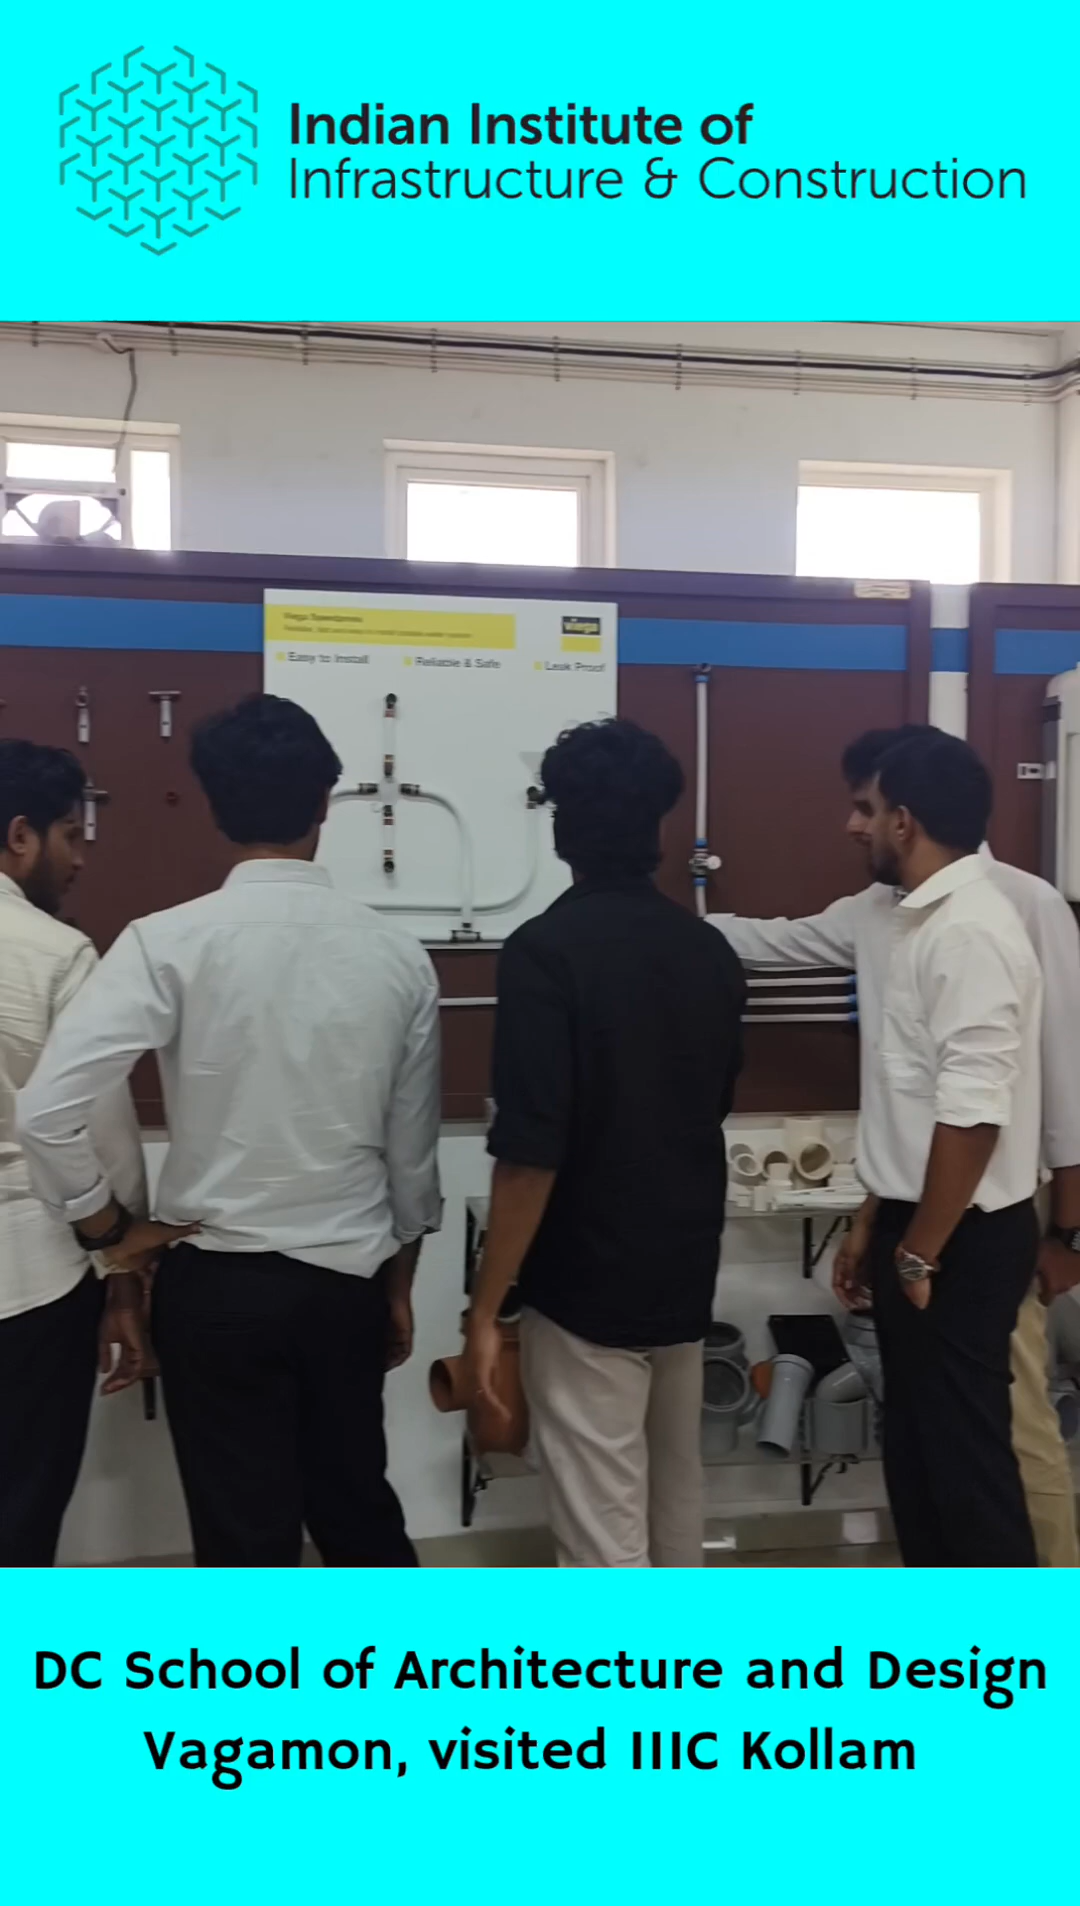 Indian Institute of
Infrastructure & Construction
viega
Easy to Install
Reliable & Safe
Leak Proof
DC School of Architecture and Design
Vagamon, visited IIIC Kollam